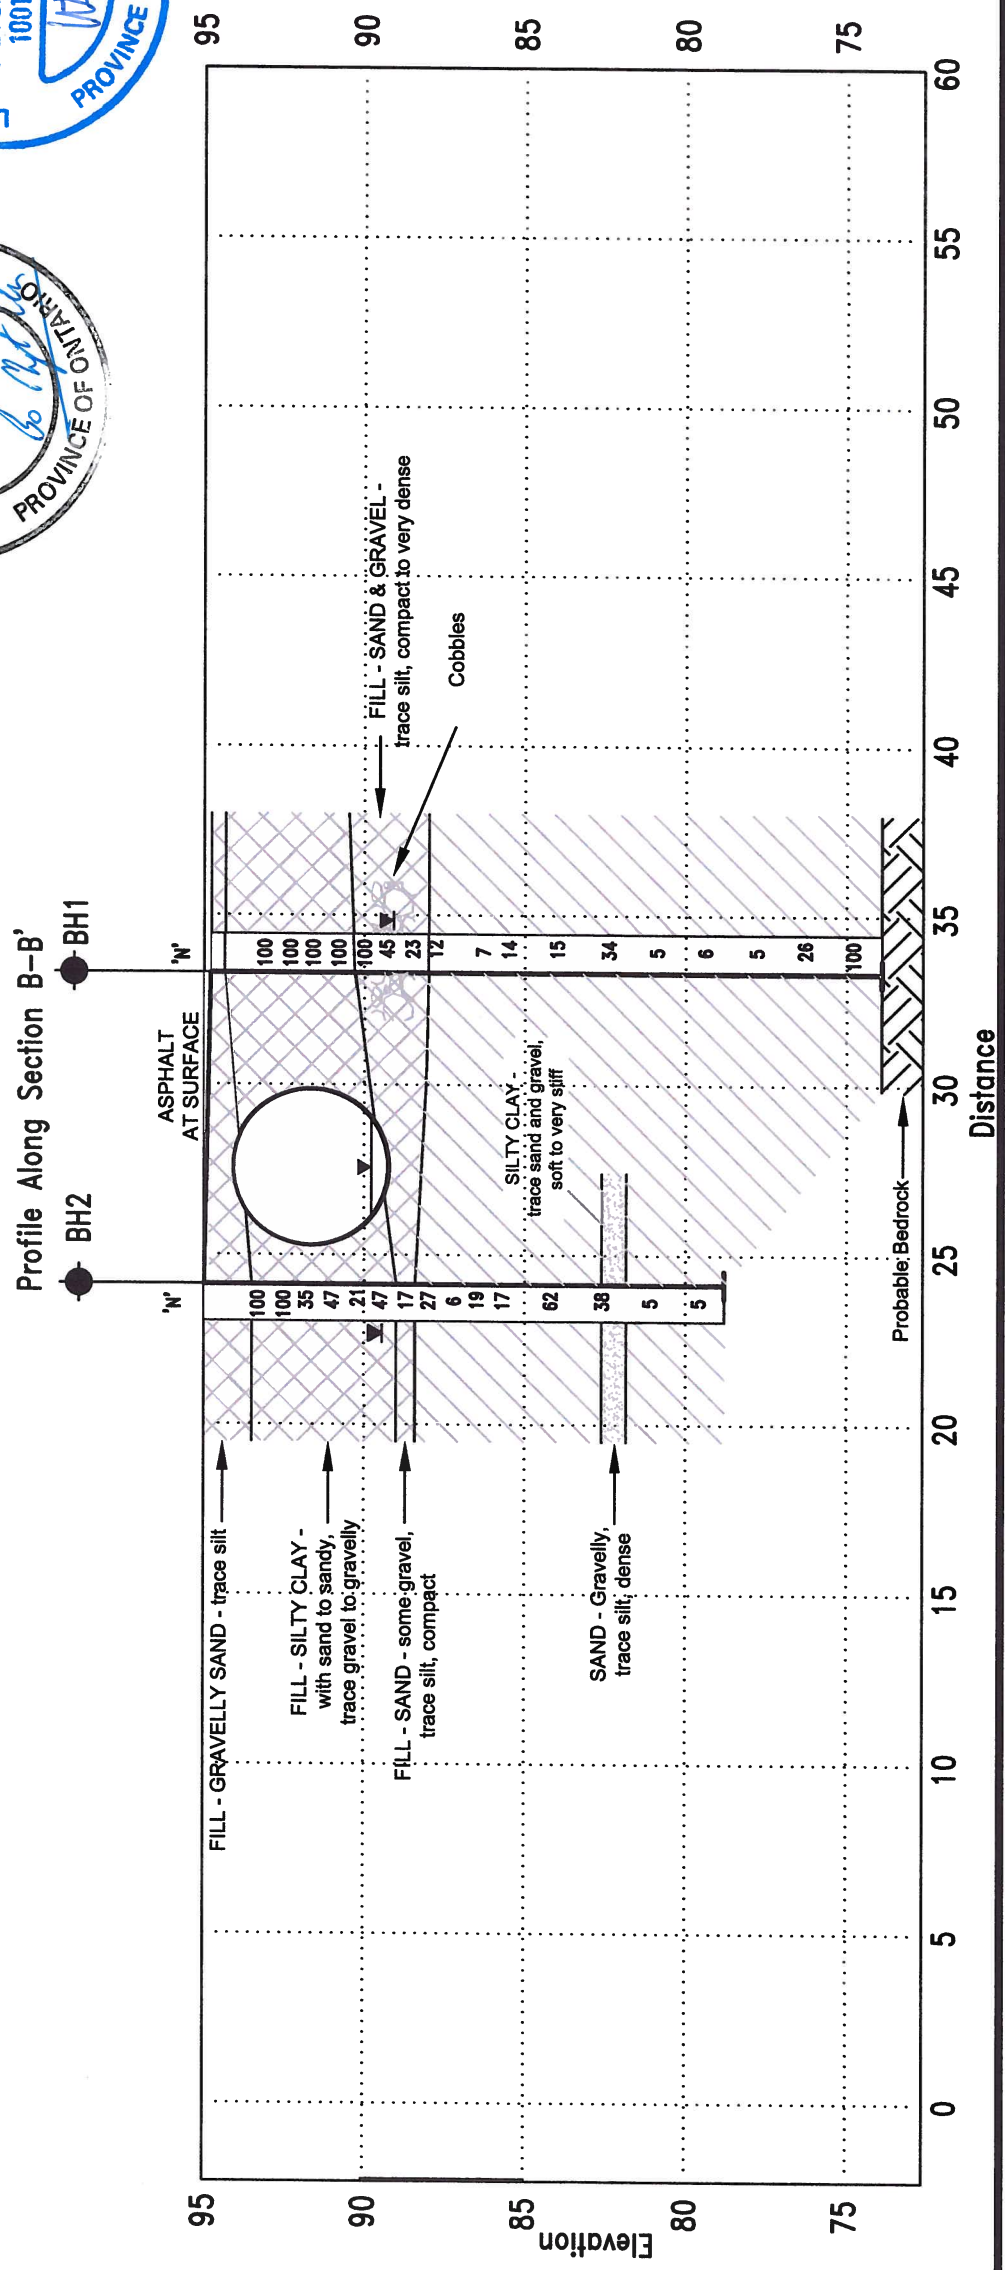 1001
PROVINCE
PROVINCE OF ONTARIO
Profile Along Section B-B'
BH2
BH1
'N'
ASPHALT
AT SURFACE
'N'
95
90
85
80
75
Elevation
95
90
85
80
75
FILL - GRAVELLY SAND - trace silt
FILL - SILTY CLAY -
with sand to sandy,
trace gravel to gravelly
FILL - SAND - some gravel,
trace silt, compact
SAND - Gravelly,
trace silt, dense
100
100
35
47
21
47
17
27
6
19
17
62
38
5
5
SILTY CLAY -
trace sand and gravel,
soft to very stiff
100
100
100
100
100
45
23
12
7
14
15
34
5
6
5
26
100
FILL - SAND & GRAVEL -
trace silt, compact to very dense
Cobbles
Probable Bedrock
0
5
10
15
20
25
30
35
40
45
50
55
60
Distance